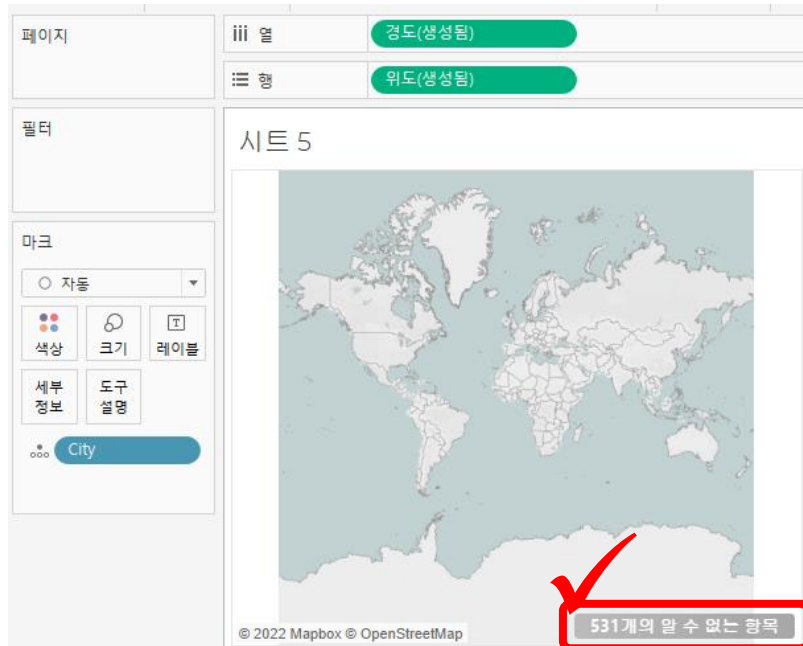 페이지
iii 열
경도(생성됨)
행
위도(생성됨)
필터
시트 5
마크
자동
색상
크기
T
레이블
세부
정보
도구
설명
City
© 2022 Mapbox © OpenStreetMap
531개의 알 수 없는 항목